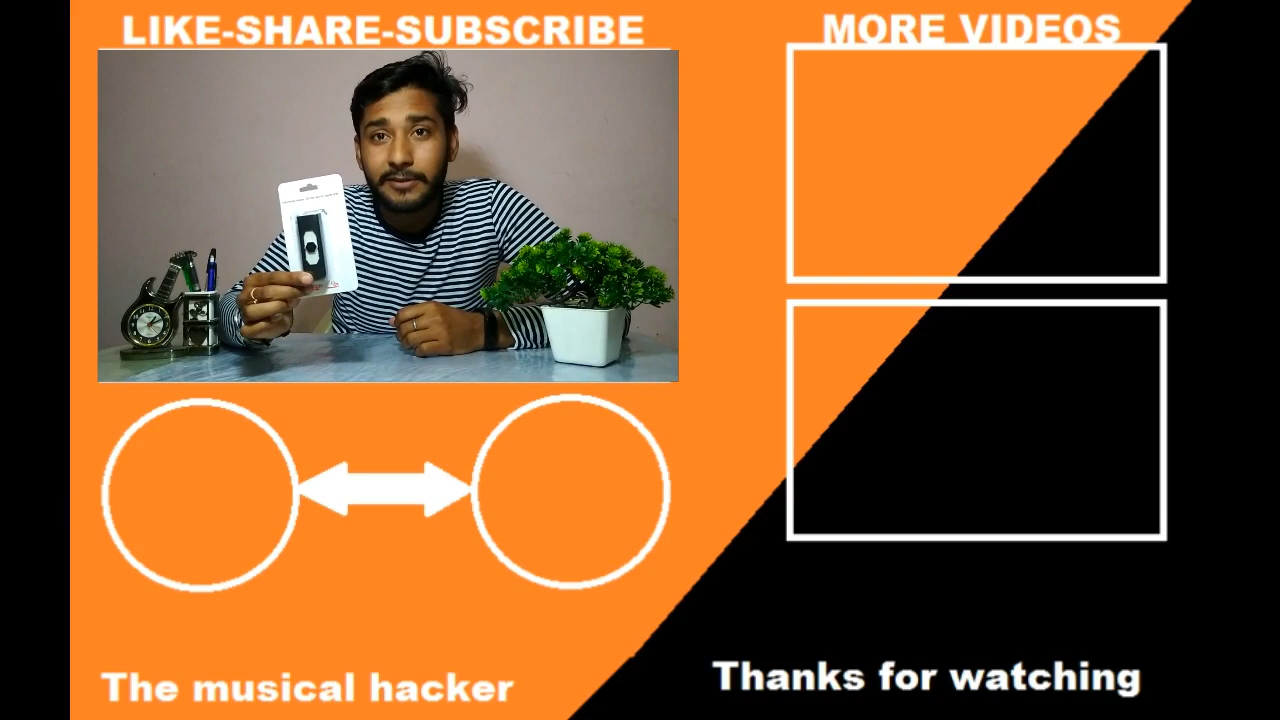 LIKE-SHARE-SUBSCRIBE
MORE VIDEOS
The musical hacker
Thanks for watching